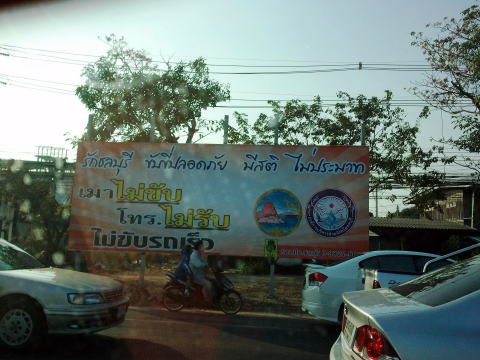 รักชลบุรี ขับขี่ปลอดภัย มีสติ ไม่ประมาท
เมาไม่ขับ
โทร.ไม่ขับ
ไม่ขับรถเร็ว